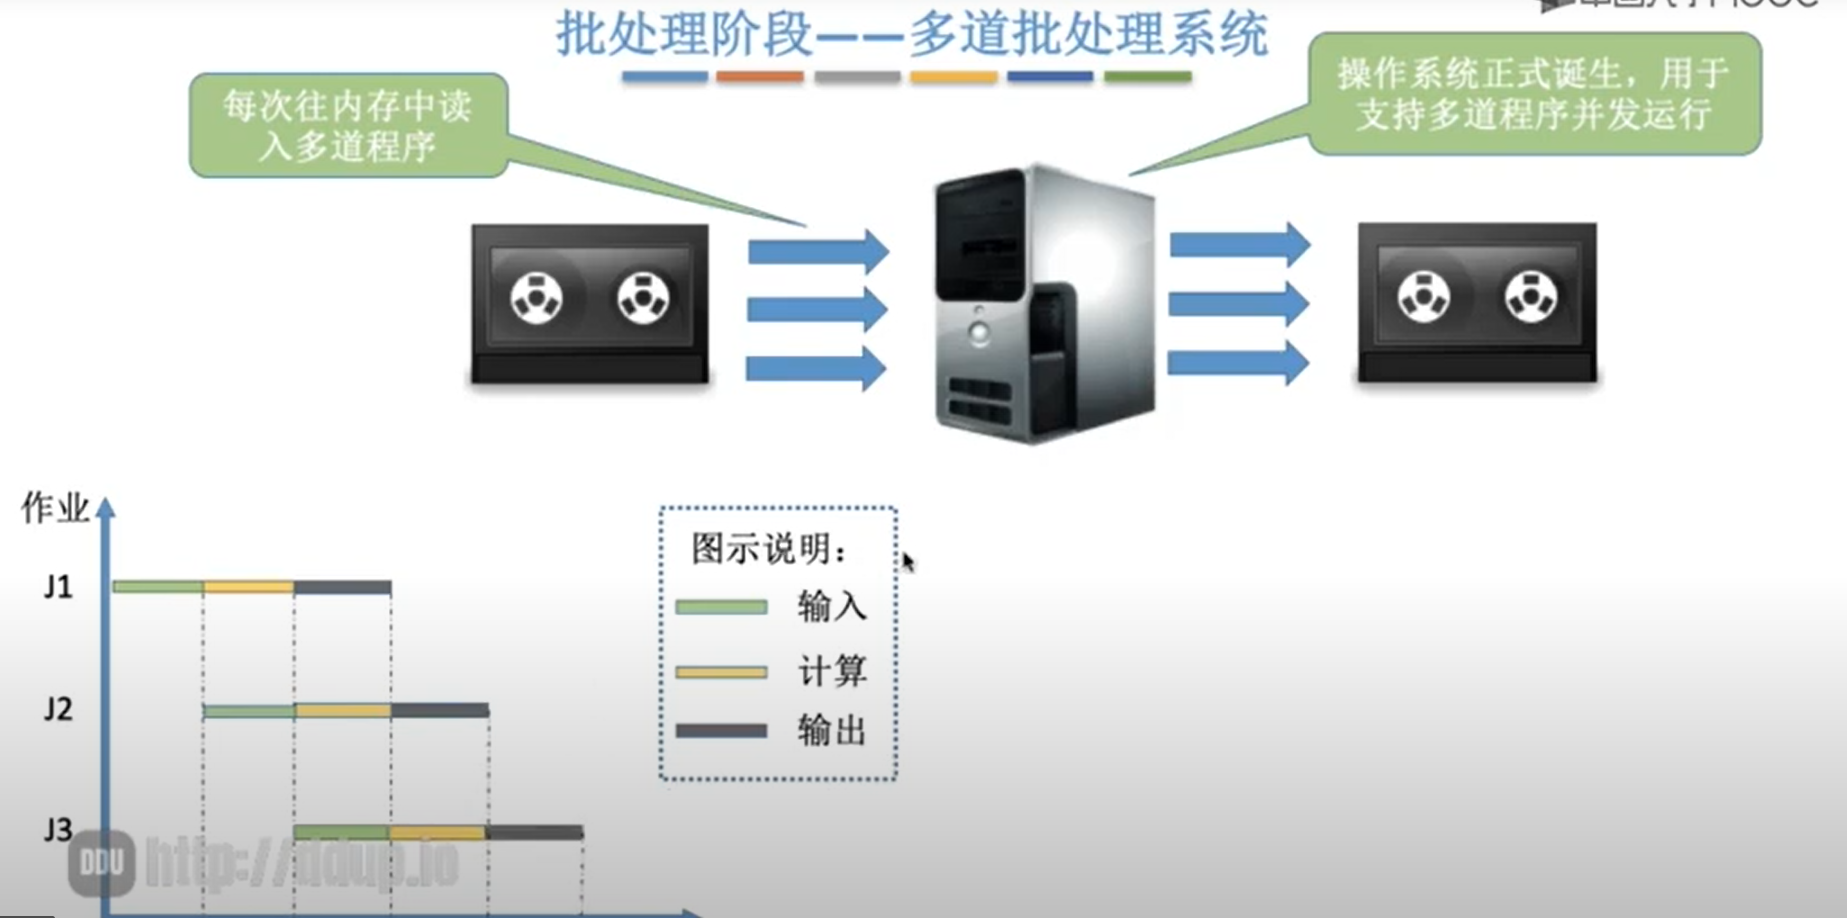 批处理阶段——多道批处理系统
每次往内存中读
入多道程序
操作系统正式诞生，用于
支持多道程序并发运行
作业
J1
J2
J3
图示说明：
输入
计算
输出
DDU http://ddup.io